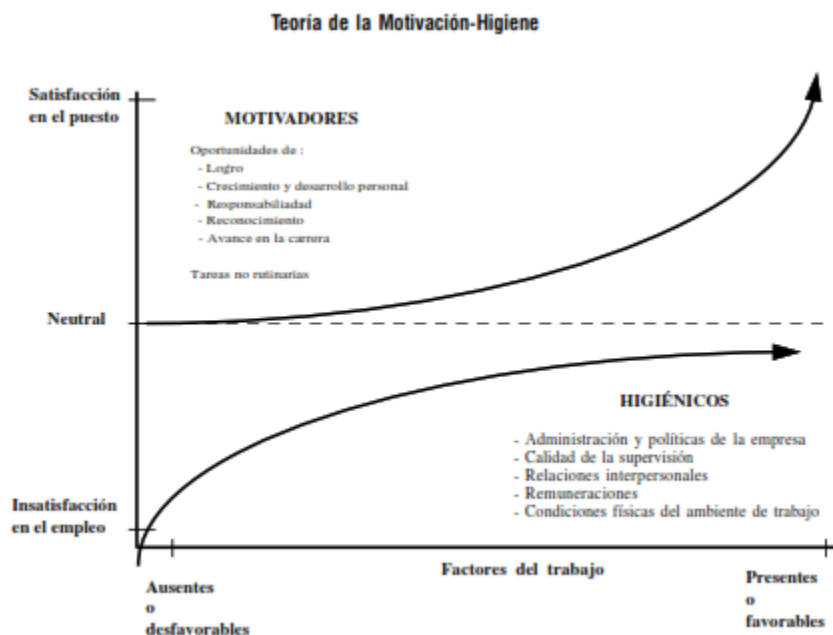 Teoría de la Motivación-Higiene
Satisfacción
en el puesto
MOTIVADORES
Oportunidades de :
- Logro
- Crecimiento y desarrollo personal
- Responsabiliadad
- Reconocimiento
- Avance en la carrera
Tareas no rutinarias
Neutral
HIGIÉNICOS
- Administración y políticas de la empresa
- Calidad de la supervisión
- Relaciones interpersonales
- Remuneraciones
- Condiciones físicas del ambiente de trabajo
Insatisfacción
en el empleo
Factores del trabajo
Ausentes
o
desfavorables
Presentes
o
favorables